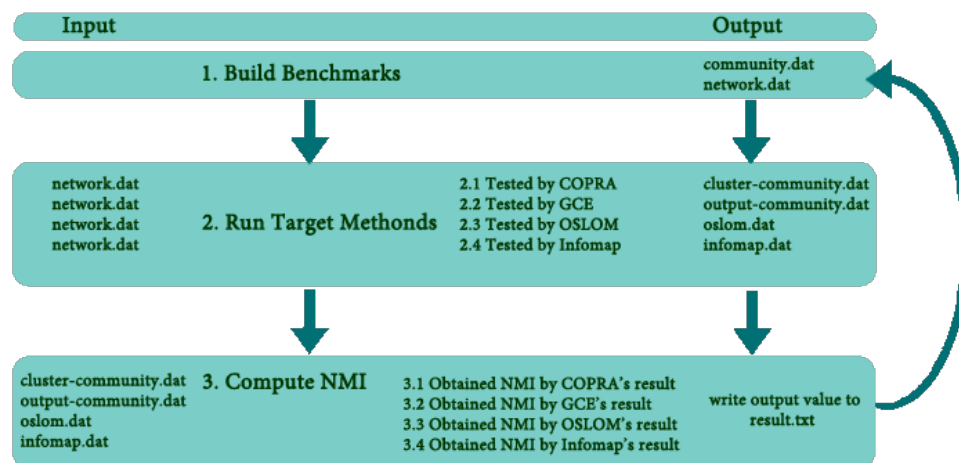 Input
Output
1. Build Benchmarks
community.dat
network.dat
network.dat
network.dat
network.dat
network.dat
2. Run Target Methonds
2.1 Tested by COPRA
2.2 Tested by GCE
2.3 Tested by OSLOM
2.4 Tested by Infomap
cluster-community.dat
output-community.dat
oslom.dat
infomap.dat
cluster-community.dat
output-community.dat
oslom.dat
infomap.dat
3. Compute NMI
3.1 Obtained NMI by COPRA's result
3.2 Obtained NMI by GCE's result
3.3 Obtained NMI by OSLOM's result
3.4 Obtained NMI by Infomap's result
write output value to
result.txt